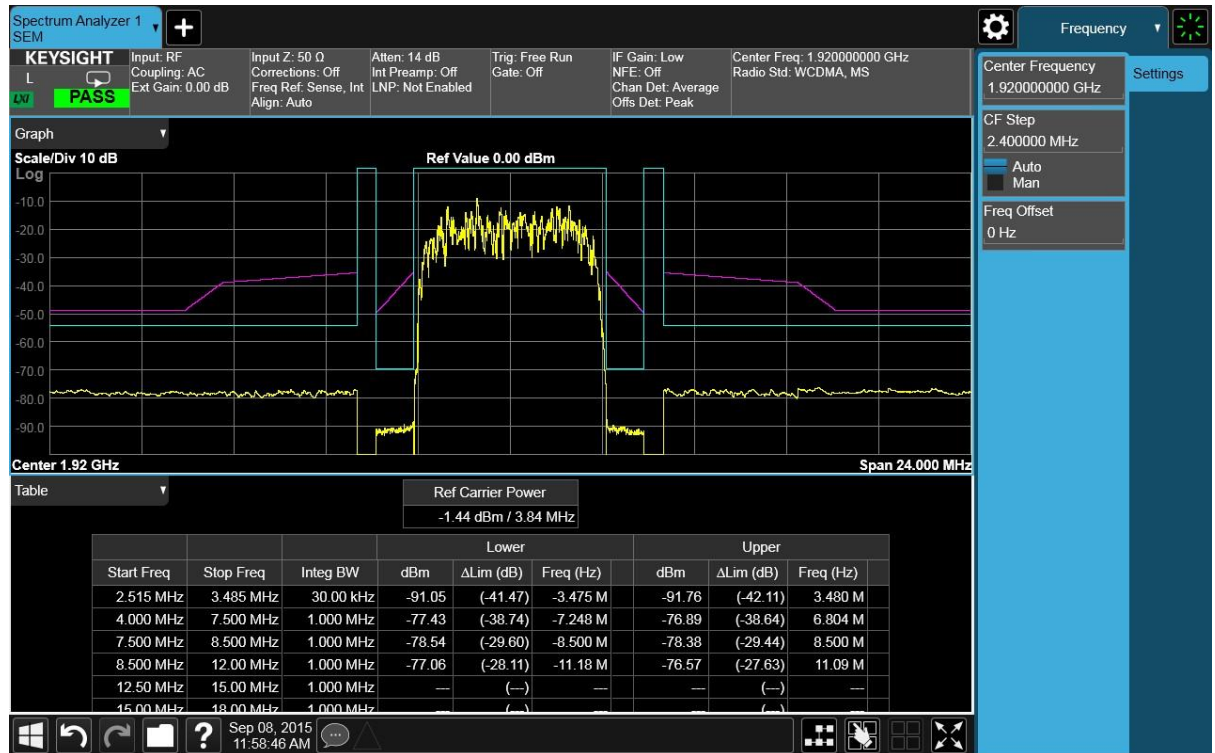 Spectrum Analyzer 1
SEM
+
Frequency
KEYSIGHT
L
LXI
PASS
Input: RF
Coupling: AC
Ext Gain: 0.00 dB
Input Z: 50 Ω
Corrections: Off
Freq Ref: Sense, Int
Align: Auto
Atten: 14 dB
Int Preamp: Off
LNP: Not Enabled
Trig: Free Run
Gate: Off
IF Gain: Low
NFE: Off
Chan Det: Average
Offs Det: Peak
Center Freq: 1.920000000 GHz
Radio Std: WCDMA, MS
Center Frequency
1.920000000 GHz
Settings
CF Step
2.400000 MHz
Auto
Man
Freq Offset
0 Hz
Graph
Scale/Div 10 dB
Ref Value 0.00 dBm
Log
-10.0
-20.0
-30.0
-40.0
-50.0
-60.0
-70.0
-80.0
-90.0
Center 1.92 GHz
Span 24.000 MHz
Table
Ref Carrier Power
-1.44 dBm / 3.84 MHz
Lower Upper
Start Freq Stop Freq Integ BW dBm ΔLim (dB) Freq (Hz) dBm ΔLim (dB) Freq (Hz)
2.515 MHz 3.485 MHz 30.00 kHz -91.05 (-41.47) -3.475 M -91.76 (-42.11) 3.480 M
4.000 MHz 7.500 MHz 1.000 MHz -77.43 (-38.74) -7.248 M -76.89 (-38.64) 6.804 M
7.500 MHz 8.500 MHz 1.000 MHz -78.54 (-29.60) -8.500 M -78.38 (-29.44) 8.500 M
8.500 MHz 12.00 MHz 1.000 MHz -77.06 (-28.11) -11.18 M -76.57 (-27.63) 11.09 M
12.50 MHz 15.00 MHz 1.000 MHz --- (---) --- --- (---) ---
15.00 MHz 18.00 MHz 1.000 MHz --- (---) --- --- (---) ---
?
Sep 08, 2015
11:58:46 AM